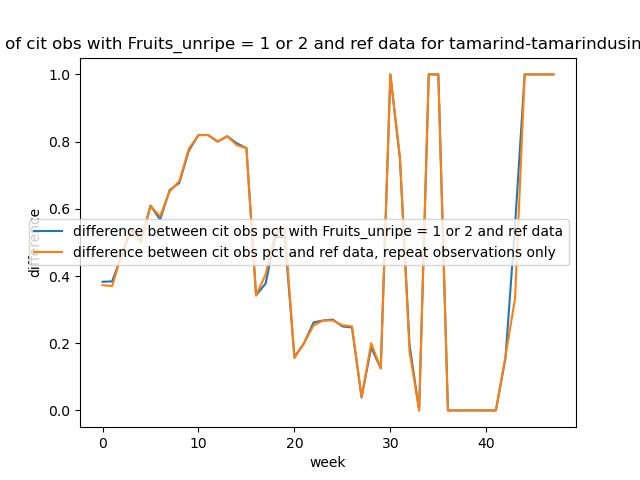 of cit obs with Fruits_unripe = 1 or 2 and ref data for tamarind-tamarindusin
1.0
0.8
0.6
0.4
0.2
0.0
difference
difference between cit obs pct with Fruits_unripe = 1 or 2 and ref data
difference between cit obs pct and ref data, repeat observations only
0 10 20 30 40
week